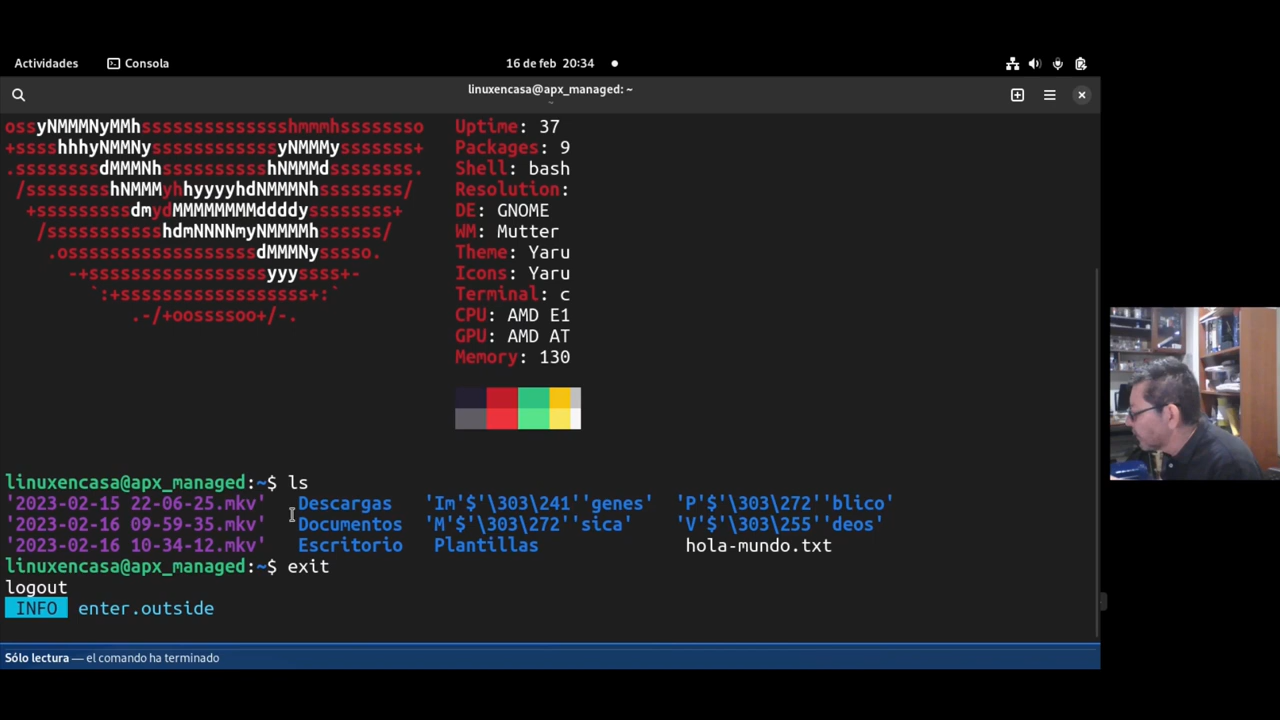 Actividades Consola 16 de feb 20:34
linuxencasa@apx_managed: ~
~
ossyNMMMNyMMhsssssssssssssshmmmhssssssso Uptime: 37
+sssshhhyNMMNyssssssssssssyNMMMysssssss+ Packages: 9
.ssssssssdMMMNhsssssssssshNMMMdssssssss. Shell: bash
/sssssssshNMMMyhhyyyyhdNMMMNhssssssss/ Resolution:
+sssssssssdmydMMMMMMMMddddyssssssss+ DE: GNOME
/ssssssssssshdmNNNNmyNMMMMhssssss/ WM: Mutter
.ossssssssssssssssssdMMMNysssso. Theme: Yaru
-+sssssssssssssssssyyyssss+- Icons: Yaru
`:+ssssssssssssssssss+:` Terminal: c
.-/+oossssoo+/-. CPU: AMD E1
GPU: AMD AT
Memory: 130
linuxencasa@apx_managed:~$ ls
'2023-02-15 22-06-25.mkv' Descargas 'Im'$'\303\241''genes' 'P'$'\303\272''blico'
'2023-02-16 09-59-35.mkv' Documentos 'M'$'\303\272''sica' 'V'$'\303\255''deos'
'2023-02-16 10-34-12.mkv' Escritorio Plantillas hola-mundo.txt
linuxencasa@apx_managed:~$ exit
logout
INFO enter.outside
Sólo lectura — el comando ha terminado